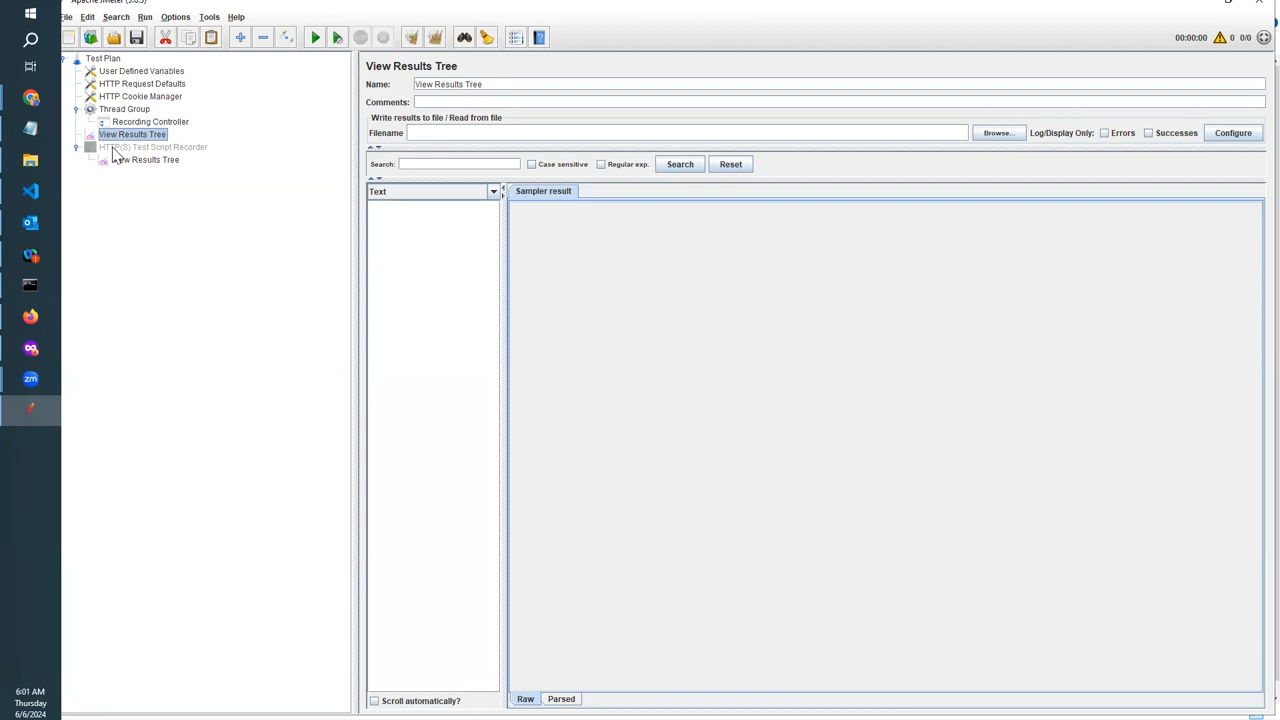 Apache JMeter (5.6.3)
File Edit Search Run Options Tools Help
00:00:00 0 0/0
Test Plan
User Defined Variables
HTTP Request Defaults
HTTP Cookie Manager
Thread Group
Recording Controller
View Results Tree
HTTP(S) Test Script Recorder
View Results Tree
View Results Tree
Name: View Results Tree
Comments:
Write results to file / Read from file
Filename Browse... Log/Display Only: Errors Successes Configure
Search: Case sensitive Regular exp. Search Reset
Text
Sampler result
Scroll automatically?
Raw Parsed
zm
6:01 AM
Thursday
6/6/2024